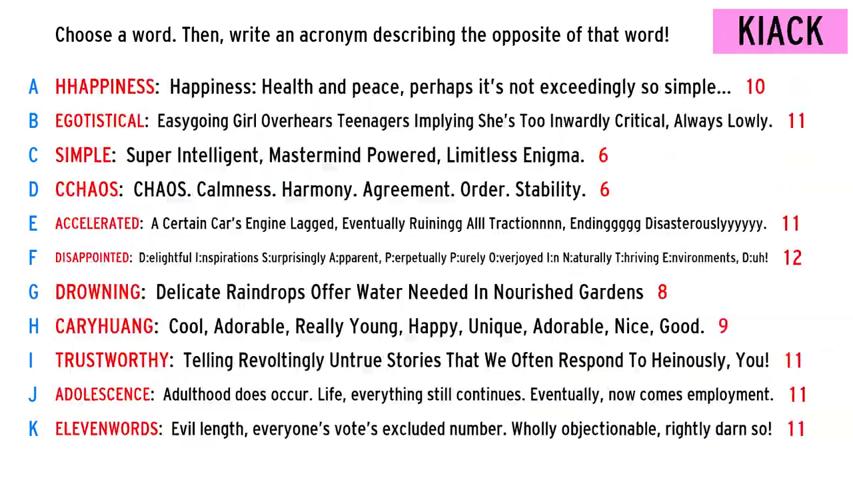 Choose a word. Then, write an acronym describing the opposite of that word!
KIACK
A HHAPPINESS: Happiness: Health and peace, perhaps it's not exceedingly so simple... 10
B EGOTISTICAL: Easygoing Girl Overhears Teenagers Implying She's Too Inwardly Critical, Always Lowly. 11
C SIMPLE: Super Intelligent, Mastermind Powered, Limitless Enigma. 6
D CCHAOS: CHAOS. Calmness. Harmony. Agreement. Order. Stability. 6
E ACCELERATED: A Certain Car's Engine Lagged, Eventually Ruiningg Alll Tractionnnn, Endinggggg Disasterouslyyyyyy. 11
F DISAPPOINTED: D:elightful I:nspirations S:urprisingly A:pparent, P:erpetually P:urely O:verjoyed I:n N:aturally T:hriving E:nvironments, D:uh! 12
G DROWNING: Delicate Raindrops Offer Water Needed In Nourished Gardens 8
H CARYHUANG: Cool, Adorable, Really Young, Happy, Unique, Adorable, Nice, Good. 9
I TRUSTWORTHY: Telling Revoltingly Untrue Stories That We Often Respond To Heinously, You! 11
J ADOLESCENCE: Adulthood does occur. Life, everything still continues. Eventually, now comes employment. 11
K ELEVENWORDS: Evil length, everyone's vote's excluded number. Wholly objectionable, rightly darn so! 11